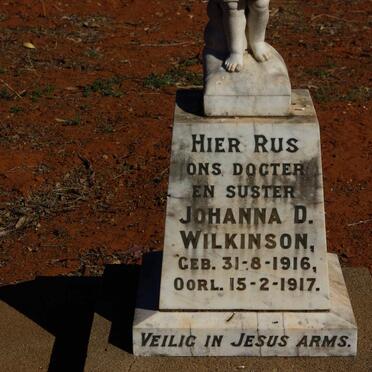 HIER RUS
ONS DOCTER
EN SUSTER
JOHANNA D.
WILKINSON,
GEB. 31-8-1916,
OORL. 15-2-1917.
VEILIG IN JESUS ARMS.